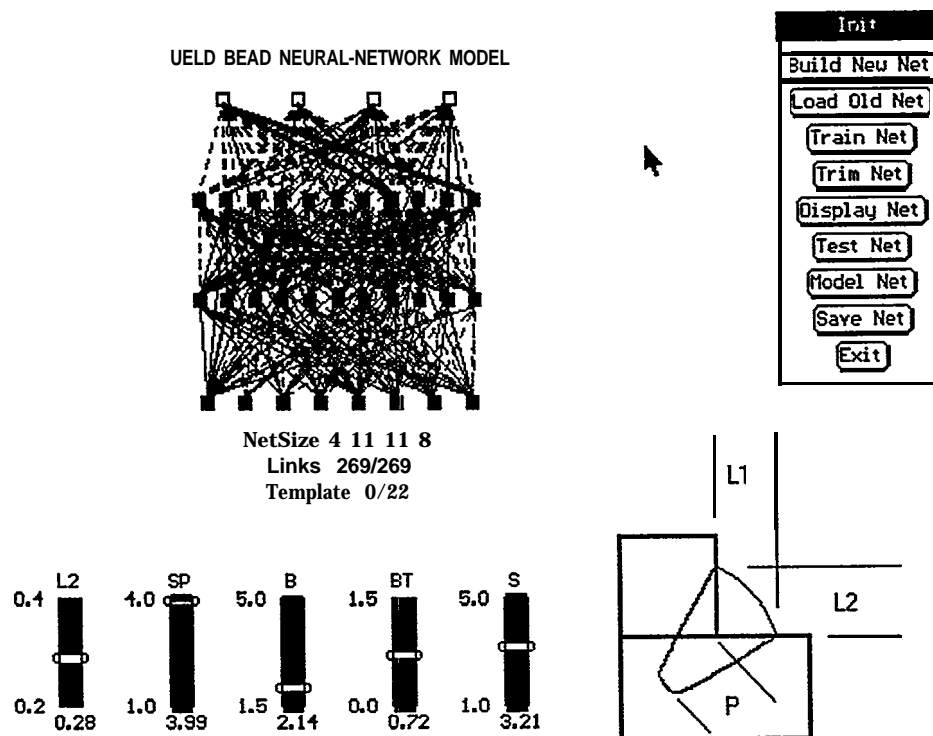 UELD BEAD NEURAL-NETWORK MODEL
NetSize 4 11 11 8
Links 269/269
Template 0/22
Init
Build New Net
Load Old Net
Train Net
Trim Net
Display Net
Test Net
Model Net
Save Net
Exit
L2 SP B BT S
0.4 4.0 5.0 1.5 5.0
0.2 1.0 1.5 0.0 1.0
0.28 3.99 2.14 0.72 3.21
L1
L2
P